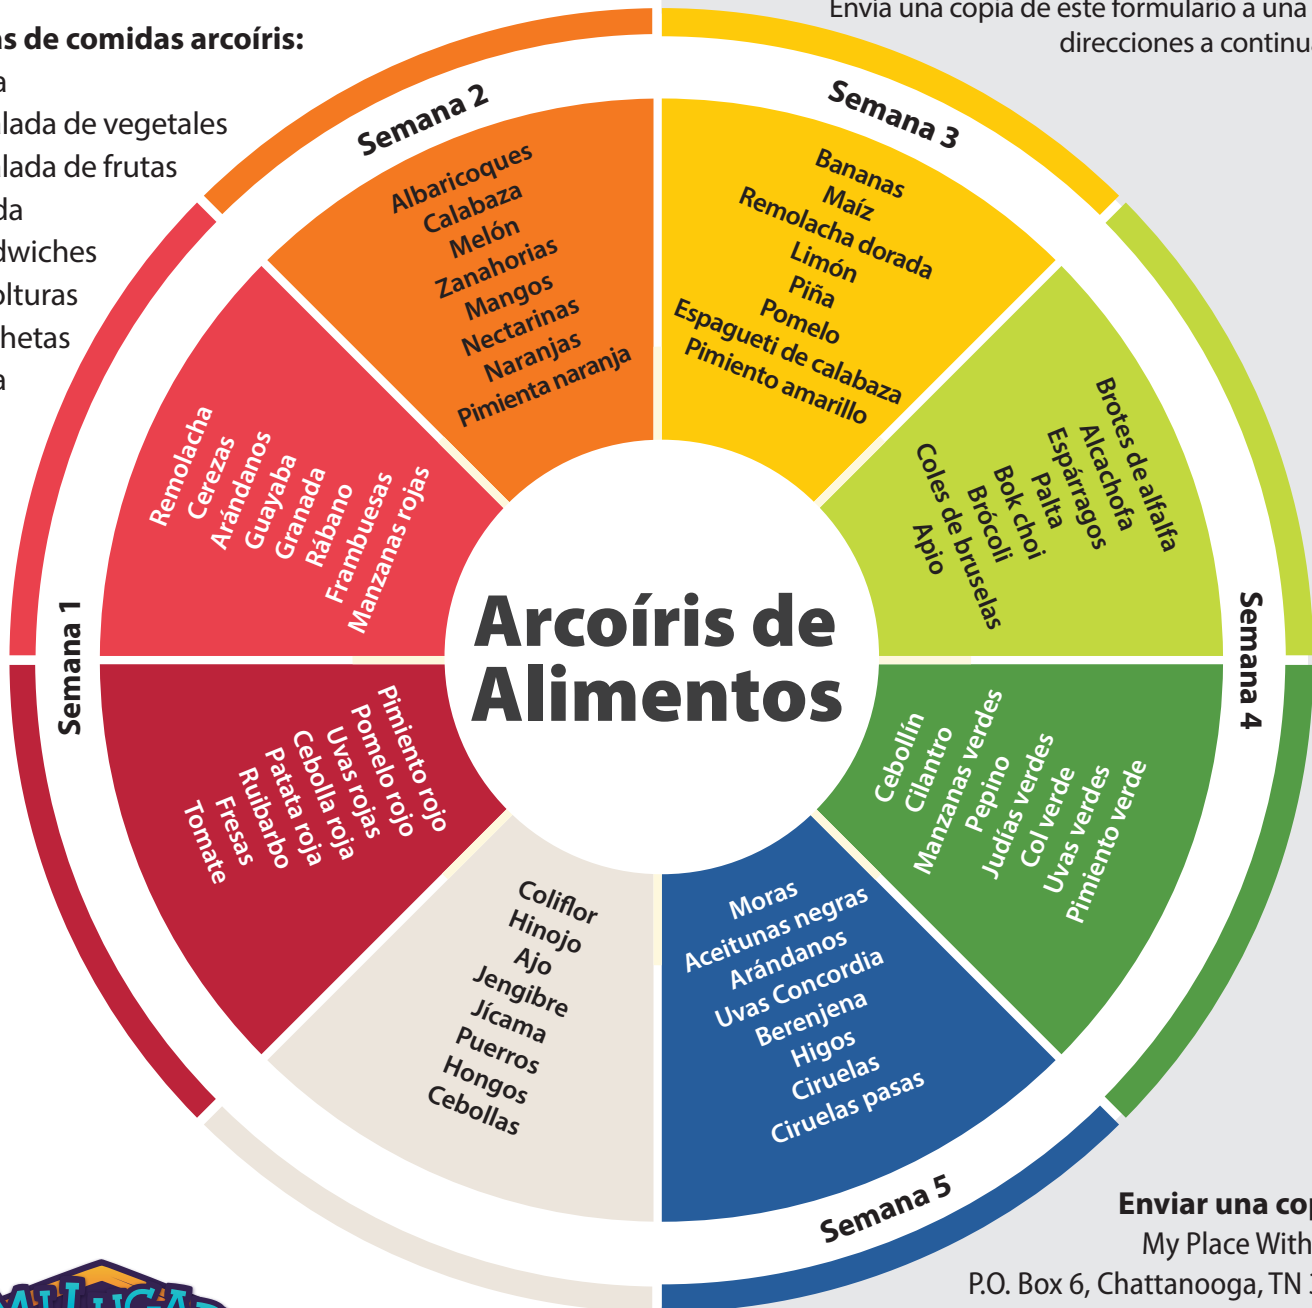 de comidas arcoíris:
a
lada de vegetales
lada de frutas
da
dwiches
olturas
hetas
a
Envía una copia de este formulario a una
direcciones a continua
Semana 1
Remolacha
Cerezas
Arándanos
Guayaba
Granada
Rábano
Frambuesas
Manzanas rojas
Pimiento rojo
Pomelo rojo
Uvas rojas
Cebolla roja
Patata roja
Ruibarbo
Fresas
Tomate
Semana 2
Albaricoques
Calabaza
Melón
Zanahorias
Mangos
Nectarinas
Naranjas
Pimienta naranja
Semana 3
Bananas
Maíz
Remolacha dorada
Limón
Piña
Pomelo
Espagueti de calabaza
Pimiento amarillo
Semana 4
Brotes de alfalfa
Alcachofa
Espárragos
Palta
Bok choi
Brócoli
Coles de bruselas
Apio
Cebollín
Cilantro
Manzanas verdes
Pepino
Judías verdes
Col verde
Uvas verdes
Pimiento verde
Semana 5
Moras
Aceitunas negras
Arándanos
Uvas Concordia
Berenjena
Higos
Ciruelas
Ciruelas pasas
Coliflor
Hinojo
Ajo
Jengibre
Jícama
Puerros
Hongos
Cebollas
Arcoíris de
Alimentos
Enviar una cop
My Place With
P.O. Box 6, Chattanooga, TN
MI LUGAR